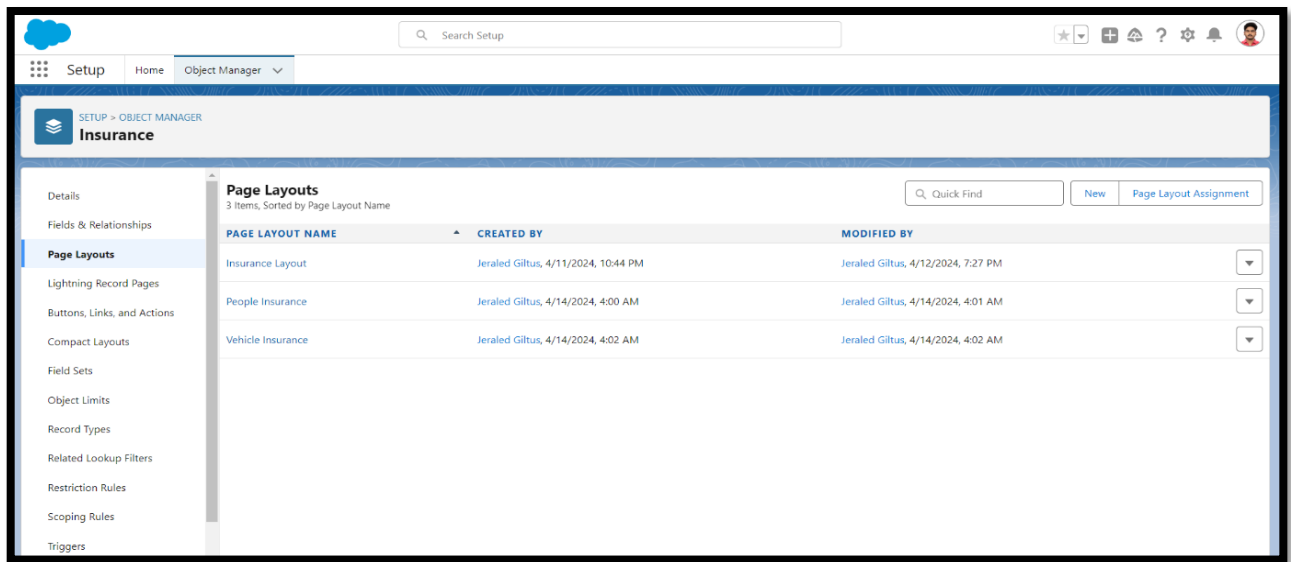 Search Setup
Setup Home Object Manager
SETUP > OBJECT MANAGER
Insurance
Details
Fields & Relationships
Page Layouts
Lightning Record Pages
Buttons, Links, and Actions
Compact Layouts
Field Sets
Object Limits
Record Types
Related Lookup Filters
Restriction Rules
Scoping Rules
Triggers
Page Layouts
3 Items, Sorted by Page Layout Name
Quick Find New Page Layout Assignment
PAGE LAYOUT NAME CREATED BY MODIFIED BY
Insurance Layout Jeraled Giltus, 4/11/2024, 10:44 PM Jeraled Giltus, 4/12/2024, 7:27 PM
People Insurance Jeraled Giltus, 4/14/2024, 4:00 AM Jeraled Giltus, 4/14/2024, 4:01 AM
Vehicle Insurance Jeraled Giltus, 4/14/2024, 4:02 AM Jeraled Giltus, 4/14/2024, 4:02 AM